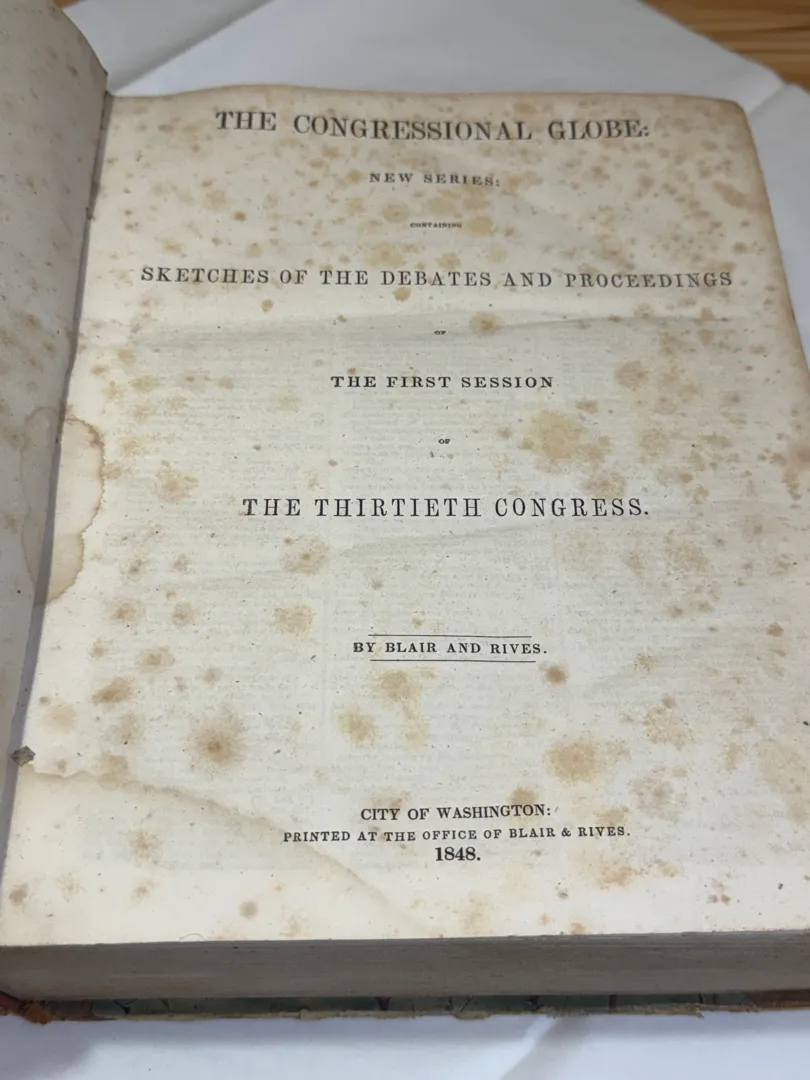 THE CONGRESSIONAL GLOBE:
NEW SERIES:
CONTAINING
SKETCHES OF THE DEBATES AND PROCEEDINGS
OF
THE FIRST SESSION
OF
THE THIRTIETH CONGRESS.
BY BLAIR AND RIVES.
CITY OF WASHINGTON:
PRINTED AT THE OFFICE OF BLAIR & RIVES.
1848.